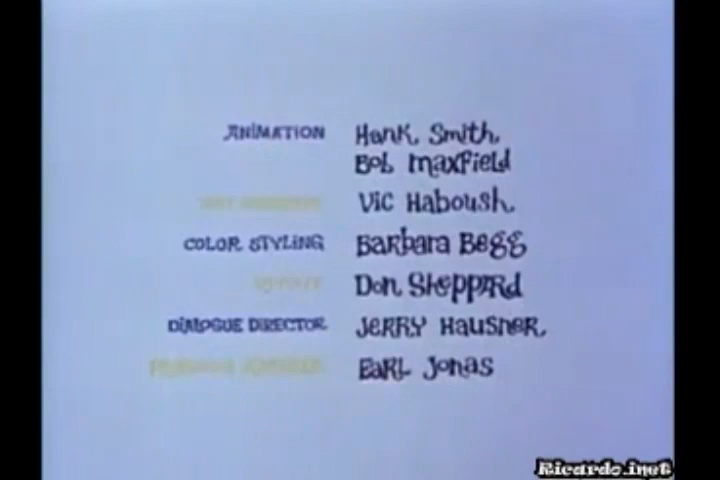 ANIMATION Hank Smith
Bob Maxfield
Vic Haboush
COLOR STYLING Barbara Begg
LAYOUT Don Sheppard
DIALOGUE DIRECTOR JERRY HAUSNER
EARL Jonas
Ricardo.inet